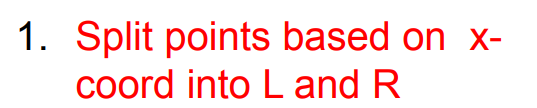 1. Split points based on x-
coord into L and R